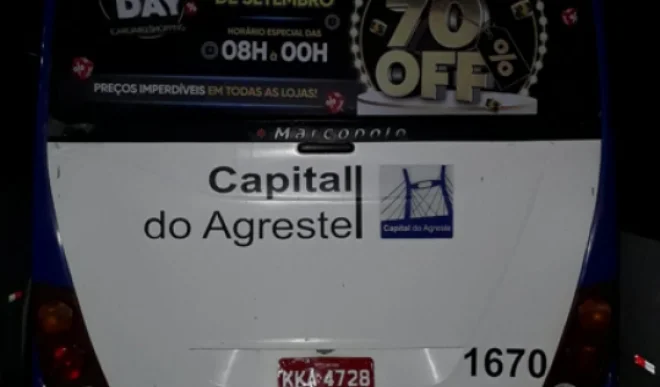 DAY
DE SETEMBRO
HORÁRIO ESPECIAL DAS
08H à 00H
70%
OFF
PREÇOS IMPERDÍVEIS EM TODAS AS LOJAS!
Marcopolo
Capital
do Agreste
Capital do Agreste
KKA-4728
1670